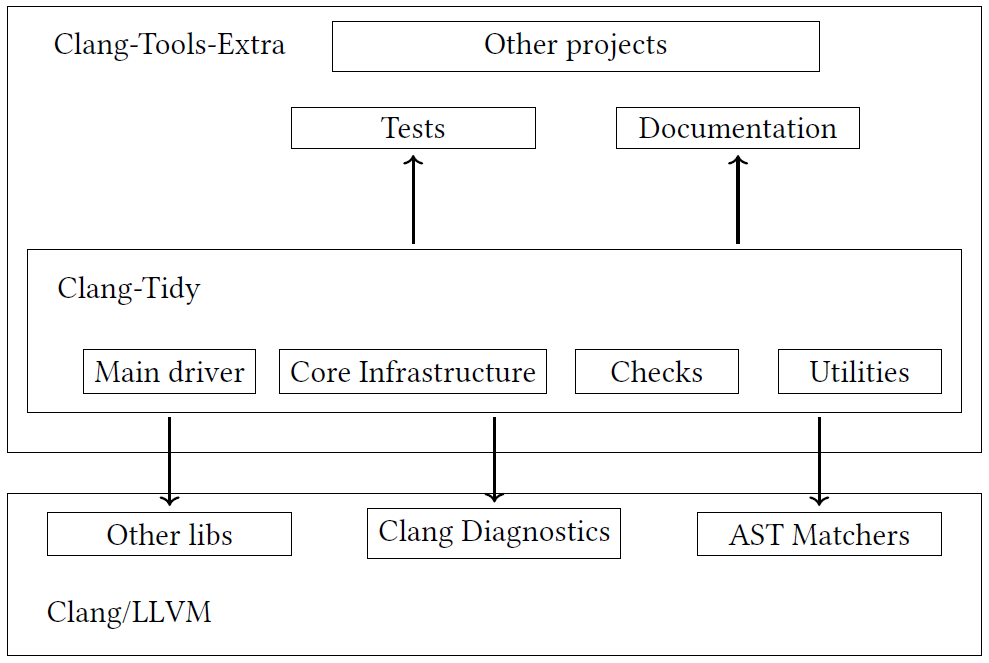 Clang-Tools-Extra
Other projects
Tests
Documentation
Clang-Tidy
Main driver
Core Infrastructure
Checks
Utilities
Other libs
Clang Diagnostics
AST Matchers
Clang/LLVM